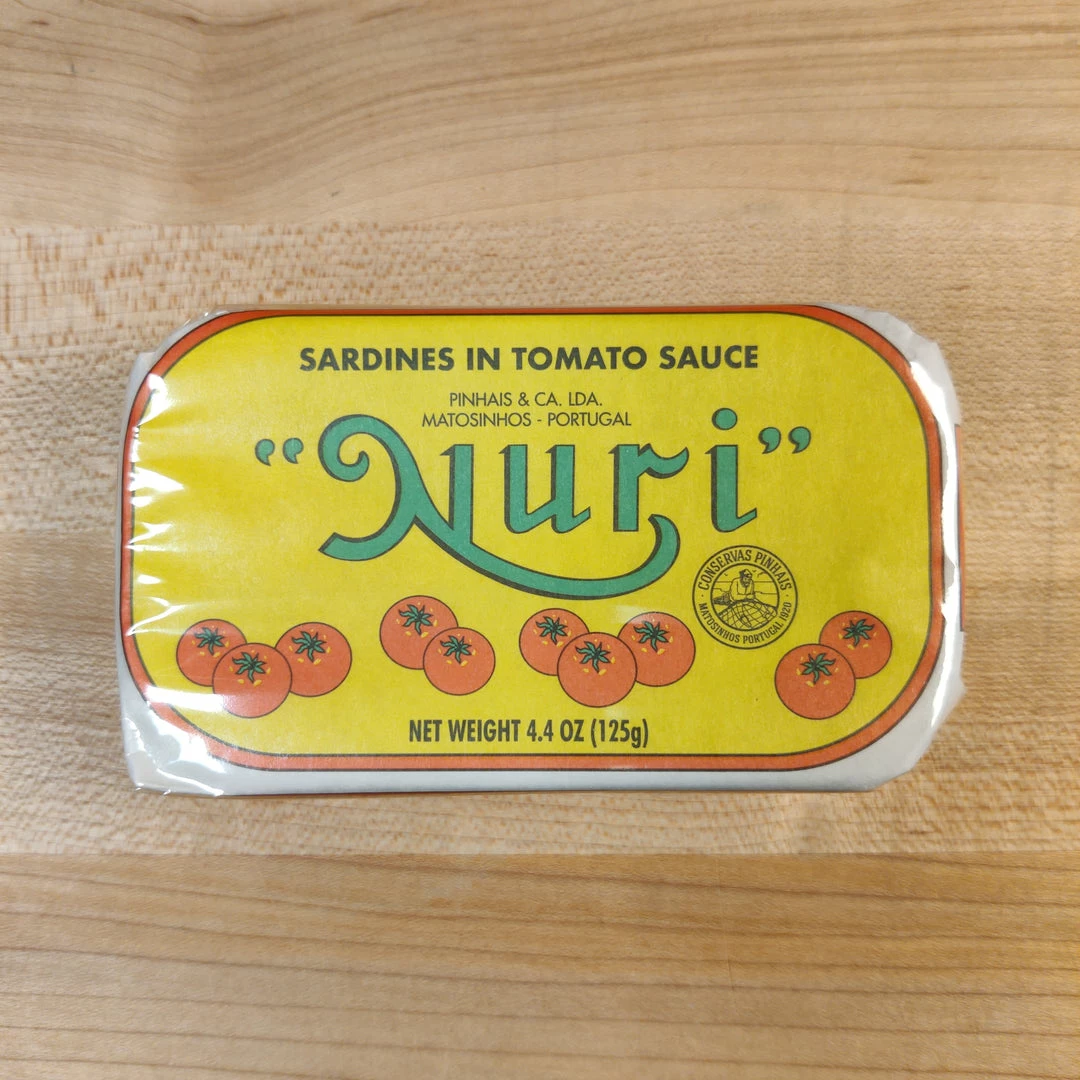 SARDINES IN TOMATO SAUCE
PINHAIS & CA. LDA.
MATOSINHOS - PORTUGAL
“Nuri”
CONSERVAS PINHAIS
· MATOSINHOS PORTUGAL 1920 ·
NET WEIGHT 4.4 OZ (125g)